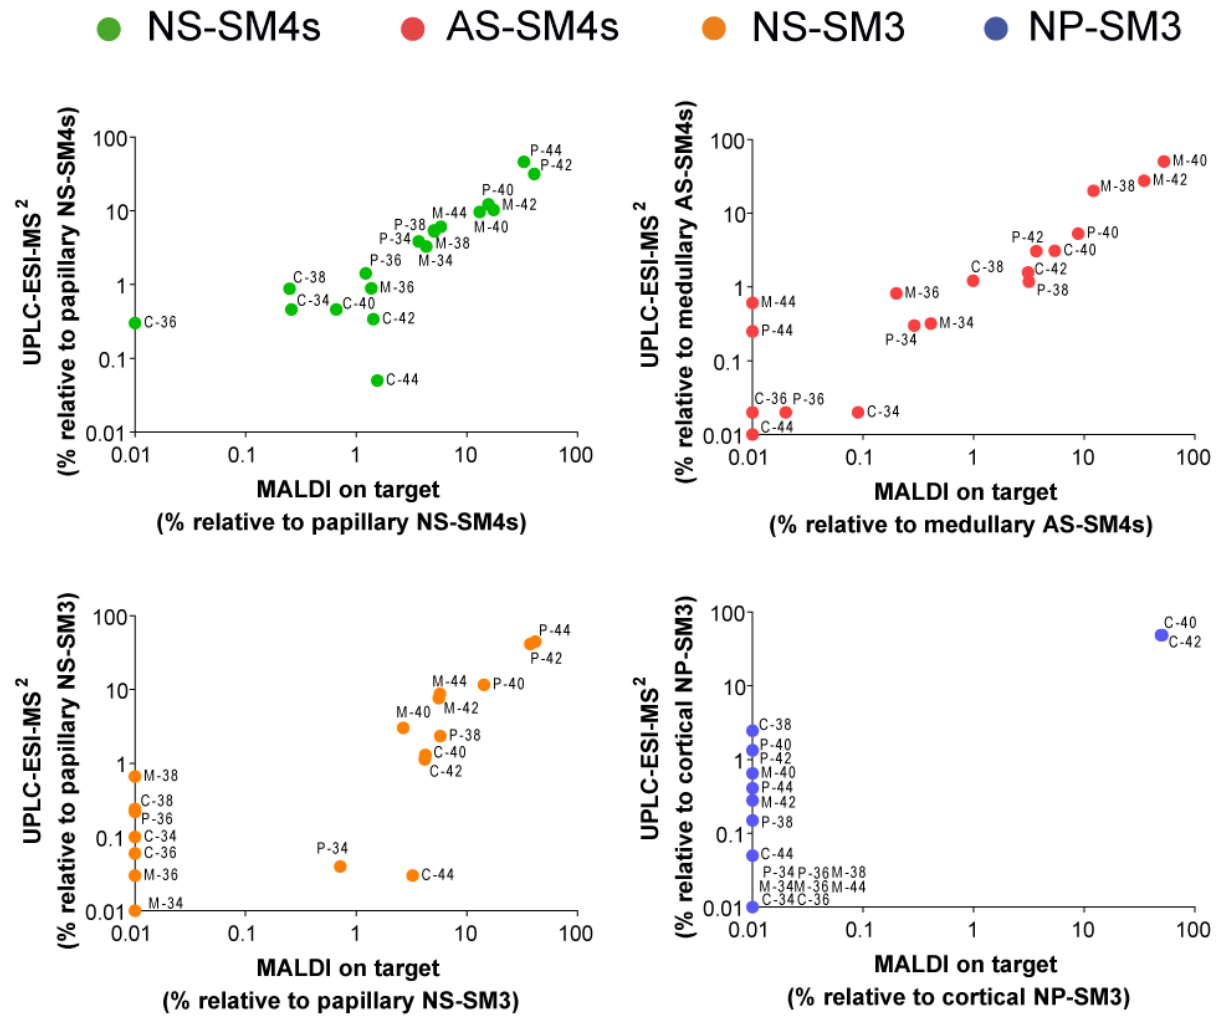 NS-SM4s AS-SM4s NS-SM3 NP-SM3
UPLC-ESI-MS2
(% relative to papillary NS-SM4s)
100
10
1
0.1
0.01
P-44
P-42
P-40
M-42
M-44
M-40
P-38
P-34
M-38
M-34
P-36
C-38
M-36
C-34
C-40
C-42
C-36
C-44
0.01 0.1 1 10 100
MALDI on target
(% relative to papillary NS-SM4s)
UPLC-ESI-MS2
(% relative to medullary AS-SM4s)
100
10
1
0.1
0.01
M-40
M-42
M-38
P-40
P-42
C-40
C-38
C-42
P-38
M-36
M-44
M-34
P-44
P-34
C-36
P-36
C-34
C-44
0.01 0.1 1 10 100
MALDI on target
(% relative to medullary AS-SM4s)
UPLC-ESI-MS2
(% relative to papillary NS-SM3)
100
10
1
0.1
0.01
P-44
P-42
M-44
P-40
M-42
M-40
P-38
C-40
C-42
M-38
C-38
P-36
C-34
P-34
C-36
M-36
C-44
M-34
0.01 0.1 1 10 100
MALDI on target
(% relative to papillary NS-SM3)
UPLC-ESI-MS2
(% relative to cortical NP-SM3)
100
10
1
0.1
0.01
C-40
C-42
C-38
P-40
P-42
M-40
P-44
M-42
P-38
C-44
P-34 P-36 M-38
M-34 M-36 M-44
C-34 C-36
0.01 0.1 1 10 100
MALDI on target
(% relative to cortical NP-SM3)